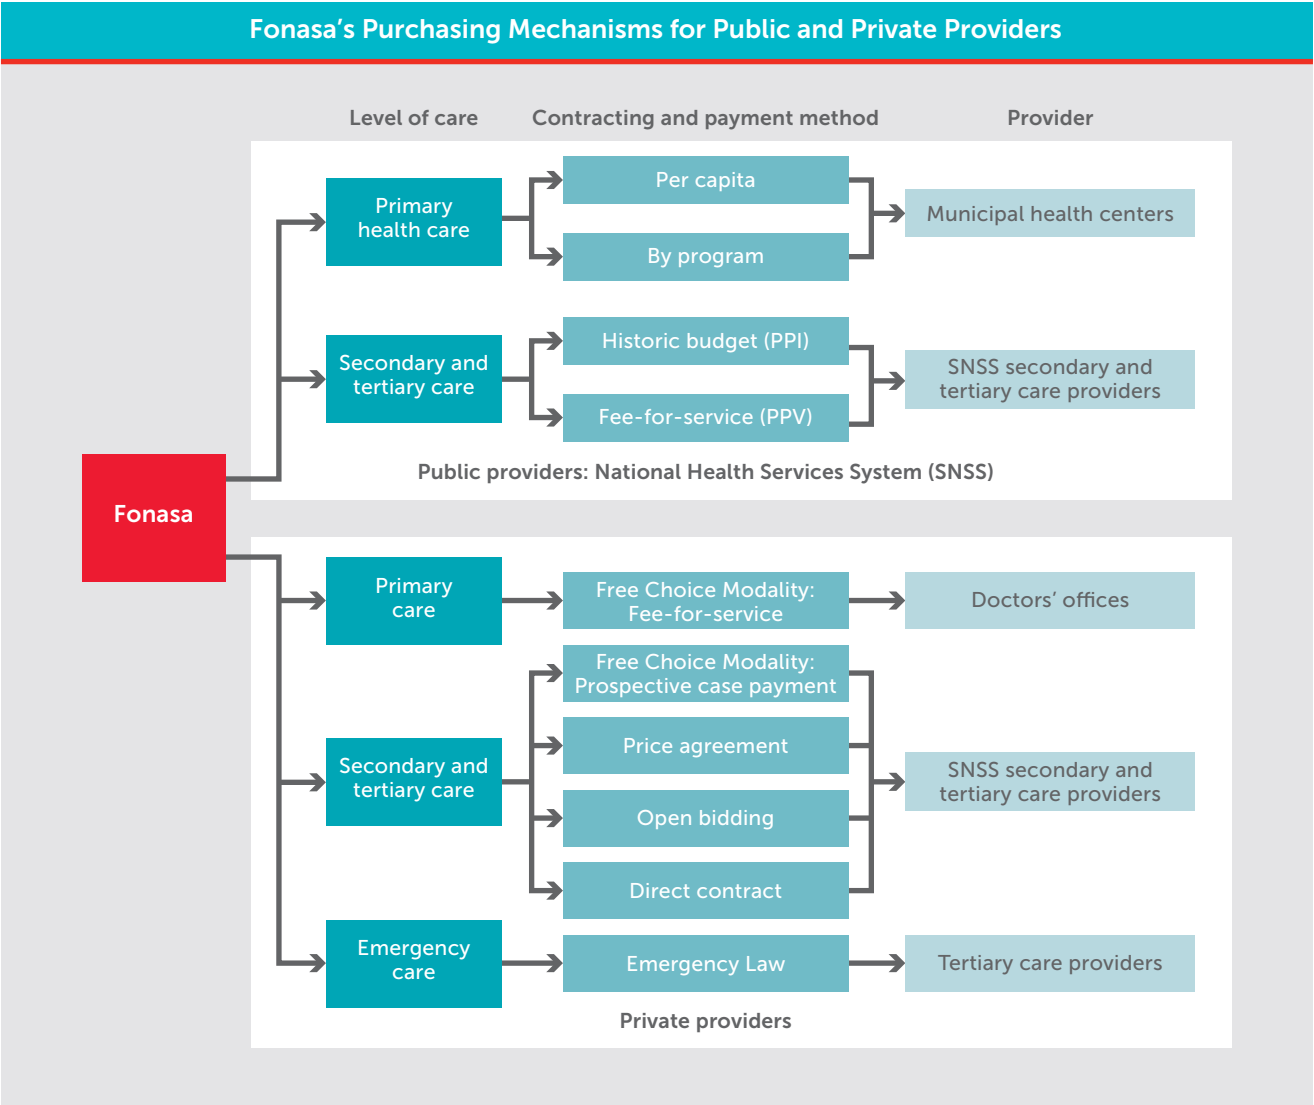 Fonasa’s Purchasing Mechanisms for Public and Private Providers
Level of care
Contracting and payment method
Provider
Primary
health care
Per capita
By program
Municipal health centers
Secondary and
tertiary care
Historic budget (PPI)
Fee-for-service (PPV)
SNSS secondary and
tertiary care providers
Public providers: National Health Services System (SNSS)
Fonasa
Primary
care
Free Choice Modality:
Fee-for-service
Doctors’ offices
Secondary and
tertiary care
Free Choice Modality:
Prospective case payment
Price agreement
Open bidding
Direct contract
SNSS secondary and
tertiary care providers
Emergency
care
Emergency Law
Tertiary care providers
Private providers